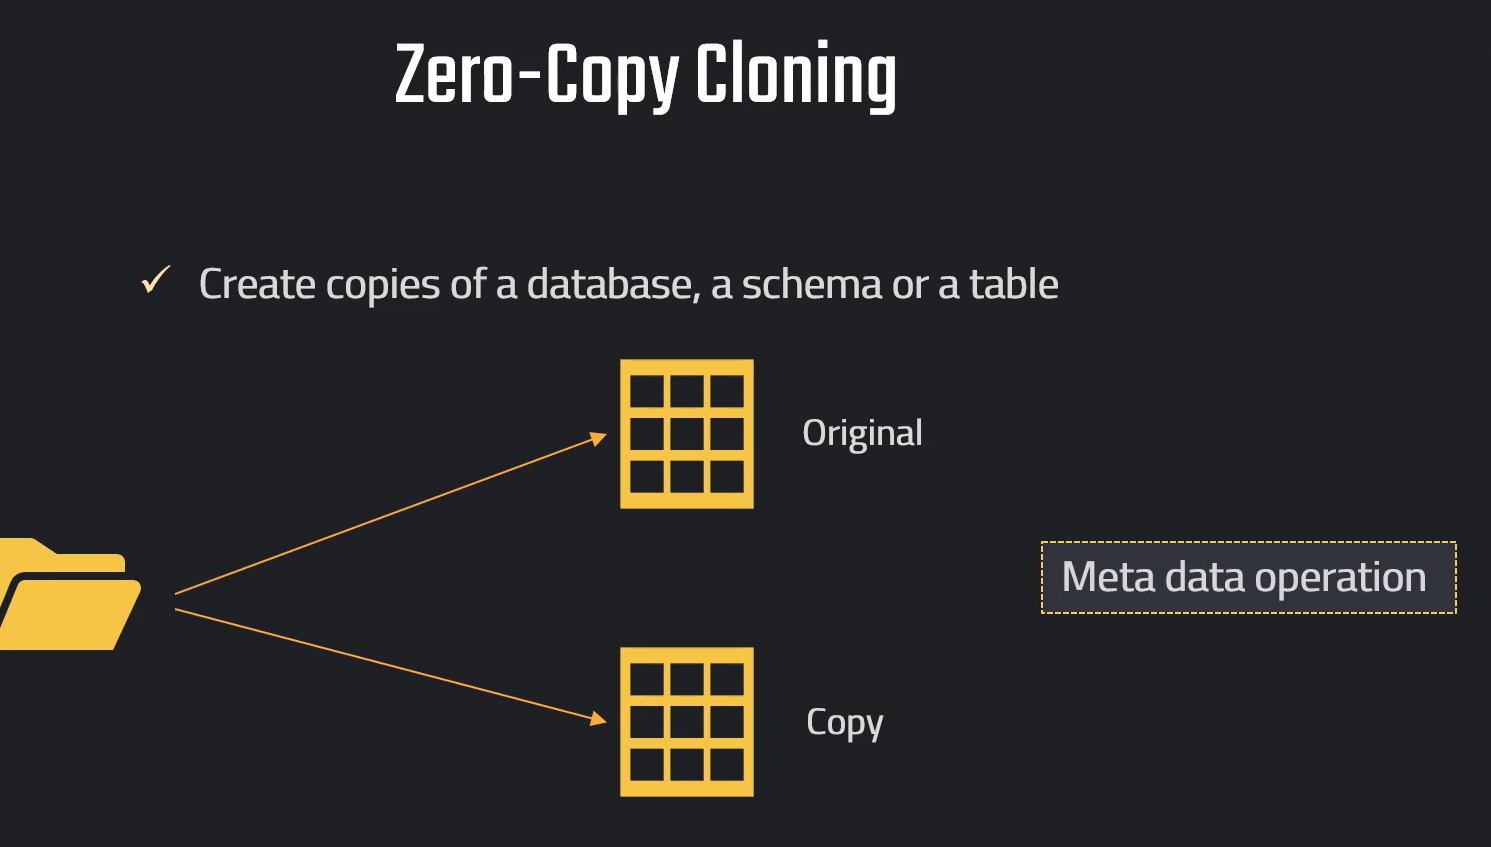 Zero-Copy Cloning
✓ Create copies of a database, a schema or a table
Original
Meta data operation
Copy